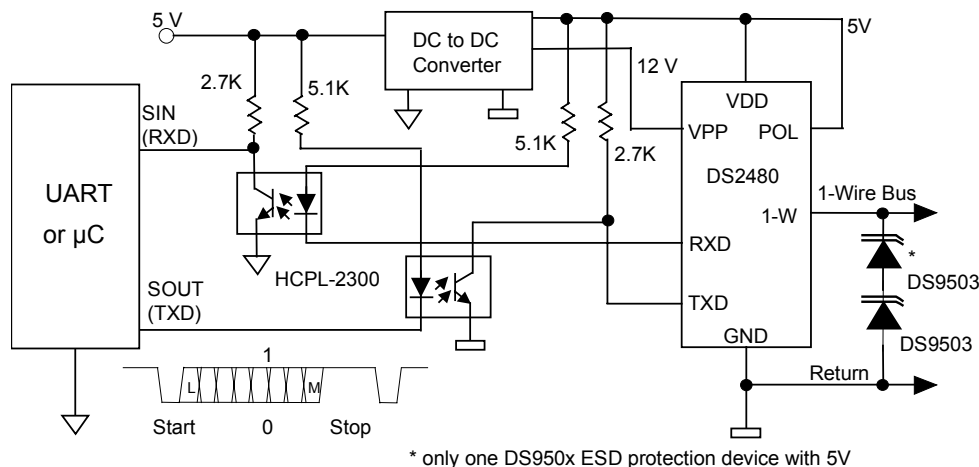 5 V
DC to DC
Converter
5V
2.7K
5.1K
12 V
SIN
(RXD)
5.1K
2.7K
VDD
VPP
POL
DS2480
UART
or µC
1-Wire Bus
1-W
RXD
*
DS9503
HCPL-2300
SOUT
(TXD)
TXD
GND
DS9503
1
L
M
Return
Start
0
Stop
* only one DS950x ESD protection device with 5V